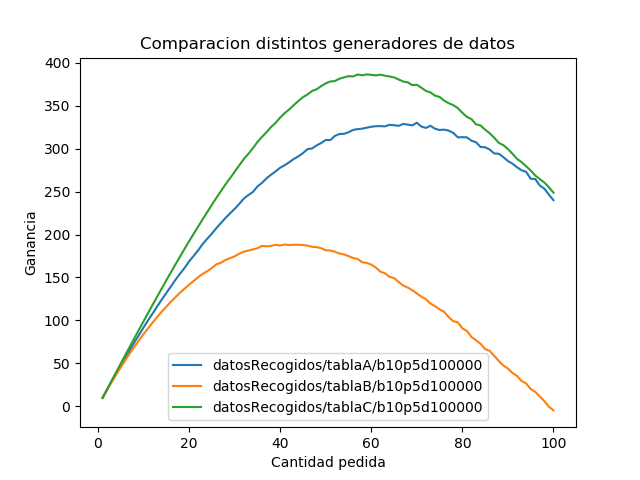 Comparacion distintos generadores de datos
400
350
300
250
200
150
100
50
0
Ganancia
datosRecogidos/tablaA/b10p5d100000
datosRecogidos/tablaB/b10p5d100000
datosRecogidos/tablaC/b10p5d100000
0 20 40 60 80 100
Cantidad pedida